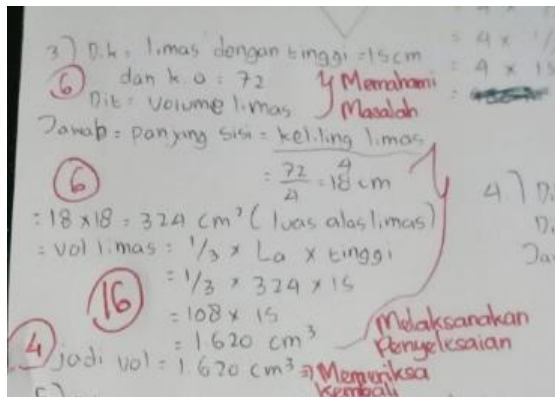 3) D.k = limas dengan tinggi = 15 cm
6 dan k.a = 72
Dit = Volume limas
} Memahami
Masalah
Jawab = panjang sisi = keliling limas
4
= 72/4 = 18 cm
6
= 18 x 18 = 324 cm² (luas alas limas)
= vol limas = 1/3 x La x tinggi
= 1/3 x 324 x 15
16
= 108 x 15
= 1.620 cm³
Melaksanakan
Penyelesaian
4 jadi vol = 1.620 cm³ => Memeriksa
Kembali
= 4 x
= 4 x 15
4.) Di
Di
Ja